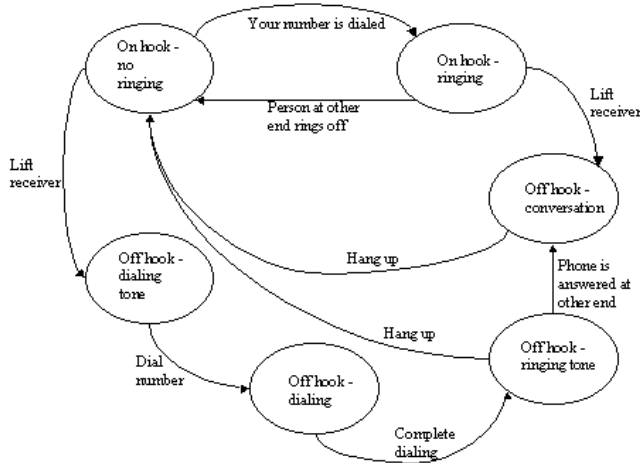 Your number is dialed
On hook -
no
ringing
On hook -
ringing
Person at other
end rings off
Lift
receiver
Lift
receiver
Off hook -
conversation
Off hook -
dialing
tone
Hang up
Phone is
answered at
other end
Hang up
Off hook -
ringing tone
Dial
number
Off hook -
dialing
Complete
dialing